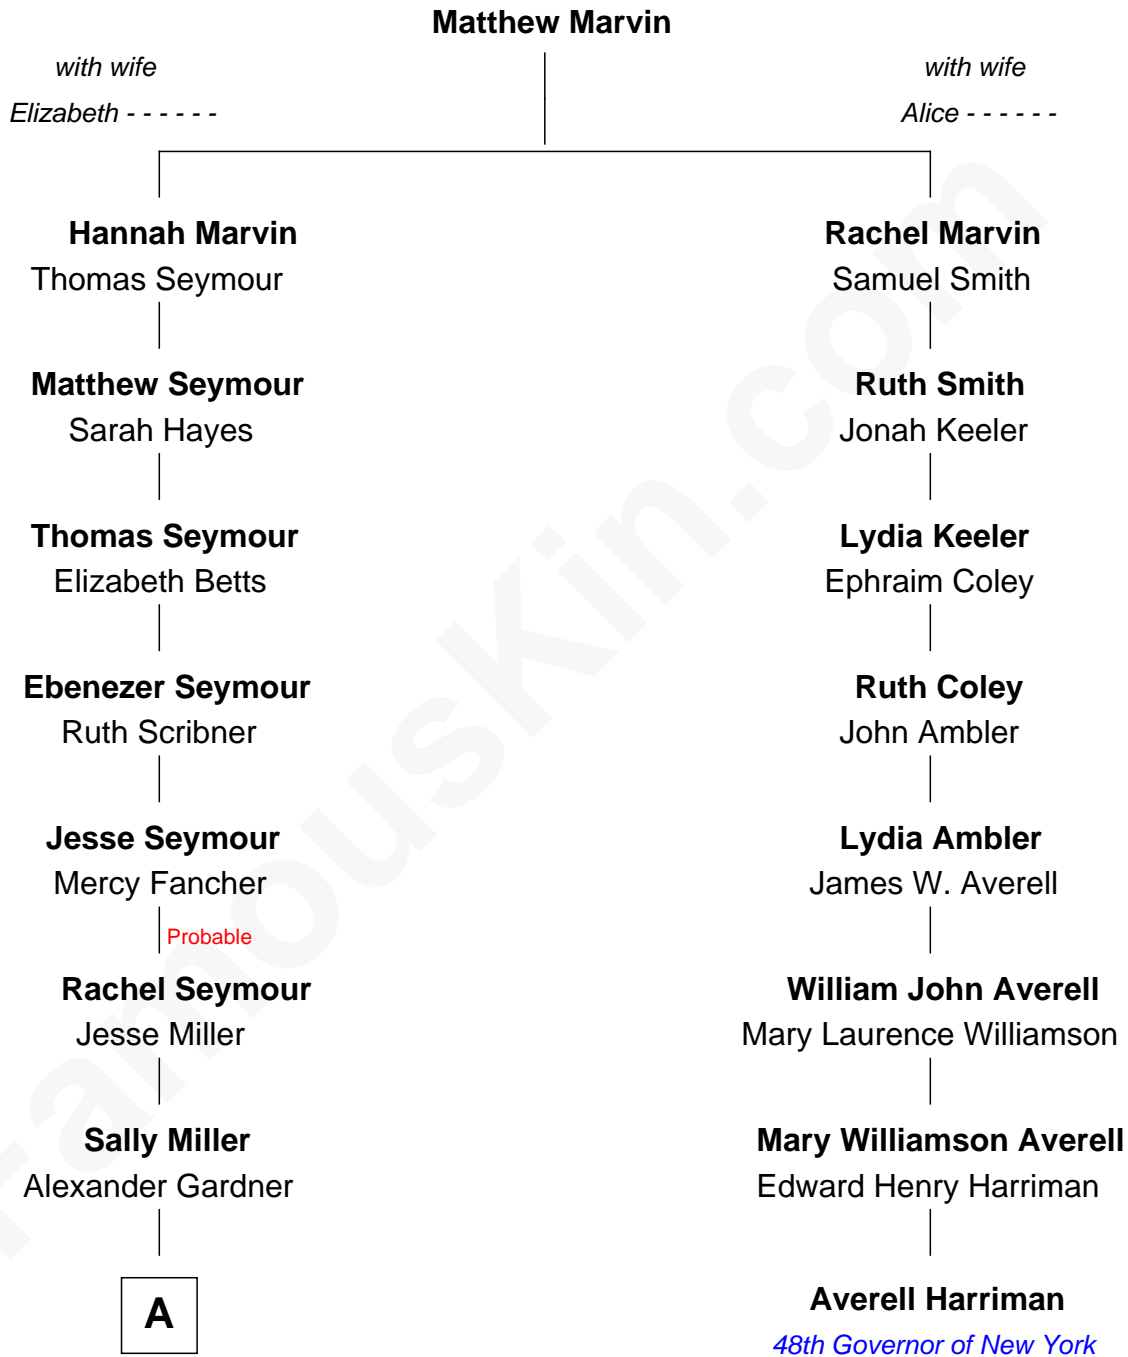 Matthew Marvin
with wife
Elizabeth - - - - - -
with wife
Alice - - - - - -
Hannah Marvin
Thomas Seymour
Rachel Marvin
Samuel Smith
Matthew Seymour
Sarah Hayes
Ruth Smith
Jonah Keeler
Thomas Seymour
Elizabeth Betts
Lydia Keeler
Ephraim Coley
Ebenezer Seymour
Ruth Scribner
Ruth Coley
John Ambler
Jesse Seymour
Mercy Fancher
Lydia Ambler
James W. Averell
Probable
Rachel Seymour
Jesse Miller
William John Averell
Mary Laurence Williamson
Sally Miller
Alexander Gardner
Mary Williamson Averell
Edward Henry Harriman
A
Averell Harriman
48th Governor of New York
FamousKin.com